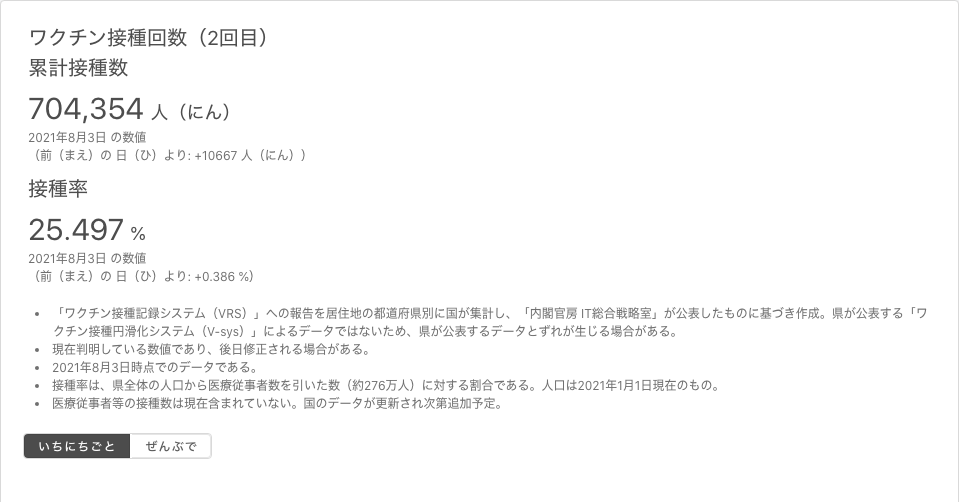 ワクチン接種回数（2回目）
累計接種数
704,354 人（にん）
2021年8月3日 の数値
（前（まえ）の 日（ひ）より: +10667 人（にん））
接種率
25.497 %
2021年8月3日 の数値
（前（まえ）の 日（ひ）より: +0.386 %）
• 「ワクチン接種記録システム（VRS）」への報告を居住地の都道府県別に国が集計し、「内閣官房 IT総合戦略室」が公表したものに基づき作成。県が公表する「ワ
クチン接種円滑化システム（V-sys）」によるデータではないため、県が公表するデータとずれが生じる場合がある。
• 現在判明している数値であり、後日修正される場合がある。
• 2021年8月3日時点でのデータである。
• 接種率は、県全体の人口から医療従事者数を引いた数（約276万人）に対する割合である。人口は2021年1月1日現在のもの。
• 医療従事者等の接種数は現在含まれていない。国のデータが更新され次第追加予定。
いちにちごと ぜんぶで